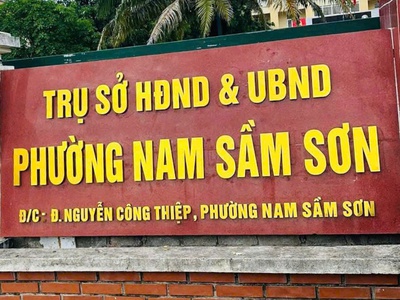 TRỤ SỞ HĐND & UBND
PHƯỜNG NAM SẦM SƠN
Đ/C: Đ. NGUYỄN CÔNG THIỆP, PHƯỜNG NAM SẦM SƠN